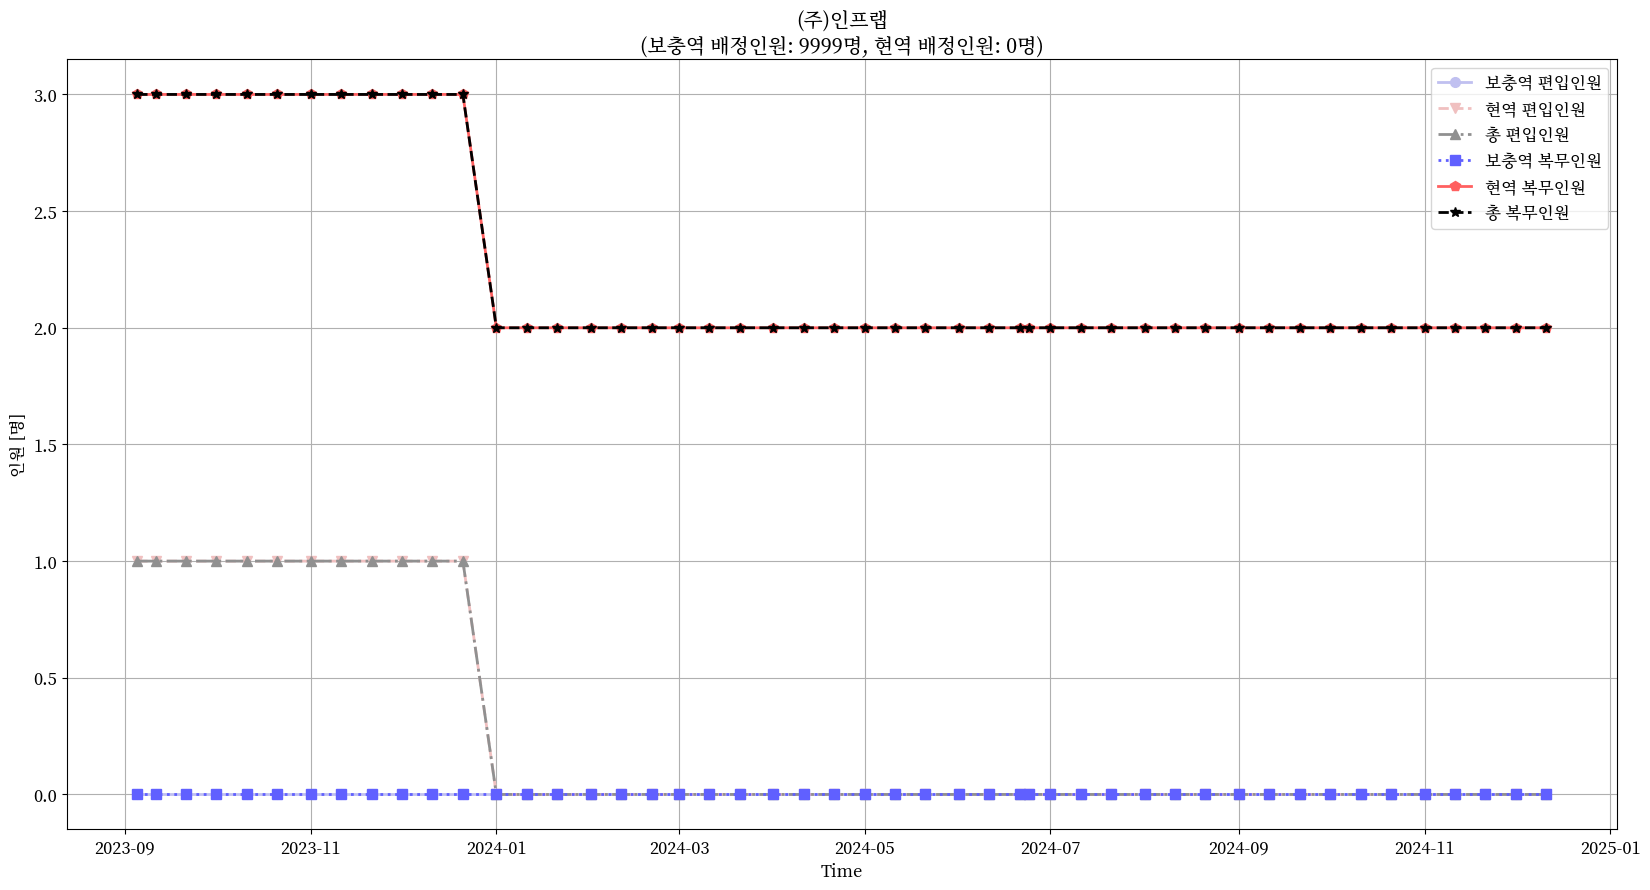 (주)인프랩
(보충역 배정인원: 9999명, 현역 배정인원: 0명)
보충역 편입인원
현역 편입인원
총 편입인원
보충역 복무인원
현역 복무인원
총 복무인원
인원 [명]
3.0
2.5
2.0
1.5
1.0
0.5
0.0
2023-09
2023-11
2024-01
2024-03
2024-05
2024-07
2024-09
2024-11
2025-01
Time